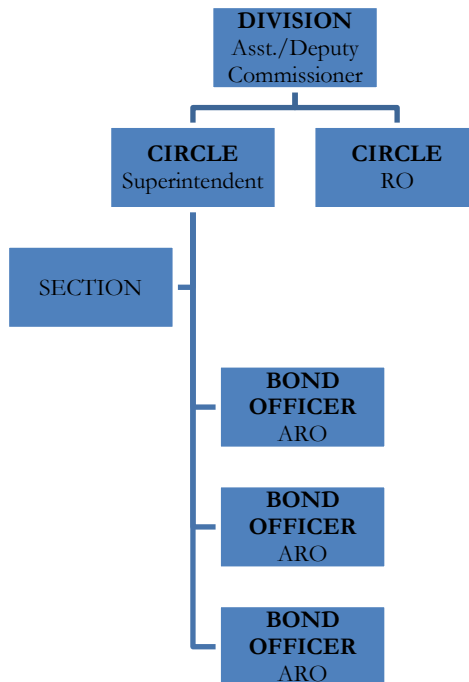 DIVISION
Asst./Deputy
Commissioner
CIRCLE
Superintendent
CIRCLE
RO
SECTION
BOND
OFFICER
ARO
BOND
OFFICER
ARO
BOND
OFFICER
ARO